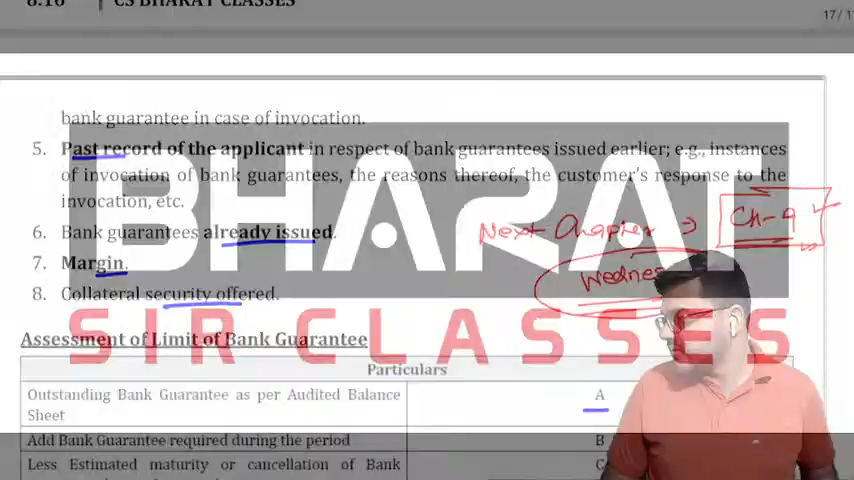 8.16 CS BHARAT CLASSES
17/1
bank guarantee in case of invocation.
5. Past record of the applicant in respect of bank guarantees issued earlier; e.g., instances
of invocation of bank guarantees, the reasons thereof, the customer's response to the
invocation, etc.
6. Bank guarantees already issued.
7. Margin.
8. Collateral security offered.
Next Chapter → Ch-9
Wednes
BHARAT
SIR CLASSES
Assessment of Limit of Bank Guarantee
Particulars
Outstanding Bank Guarantee as per Audited Balance A
Sheet
Add Bank Guarantee required during the period B
Less Estimated maturity or cancellation of Bank C